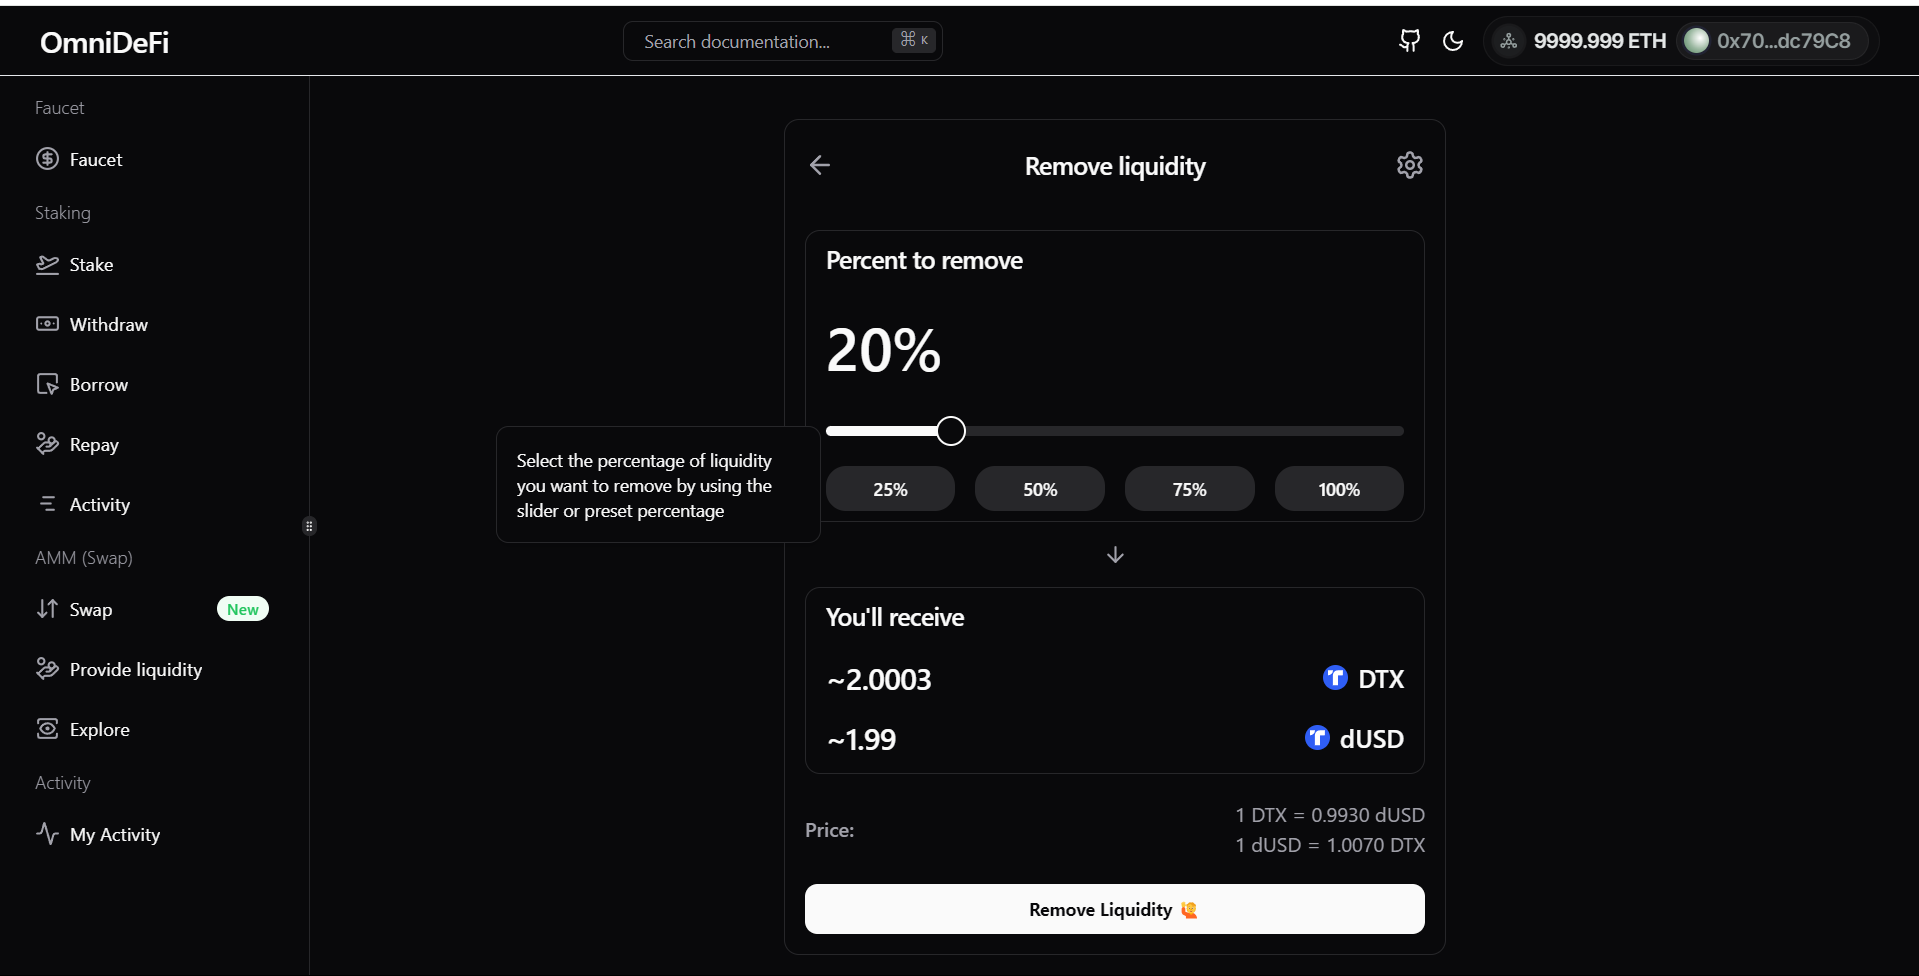 OmniDeFi
Search documentation...
⌘ K
9999.999 ETH
0x70...dc79C8
Faucet
Faucet
Staking
Stake
Withdraw
Borrow
Repay
Activity
AMM (Swap)
Swap
New
Provide liquidity
Explore
Activity
My Activity
Remove liquidity
Percent to remove
20%
Select the percentage of liquidity
you want to remove by using the
slider or preset percentage
25%
50%
75%
100%
You'll receive
~2.0003
DTX
~1.99
dUSD
Price:
1 DTX = 0.9930 dUSD
1 dUSD = 1.0070 DTX
Remove Liquidity 🙋